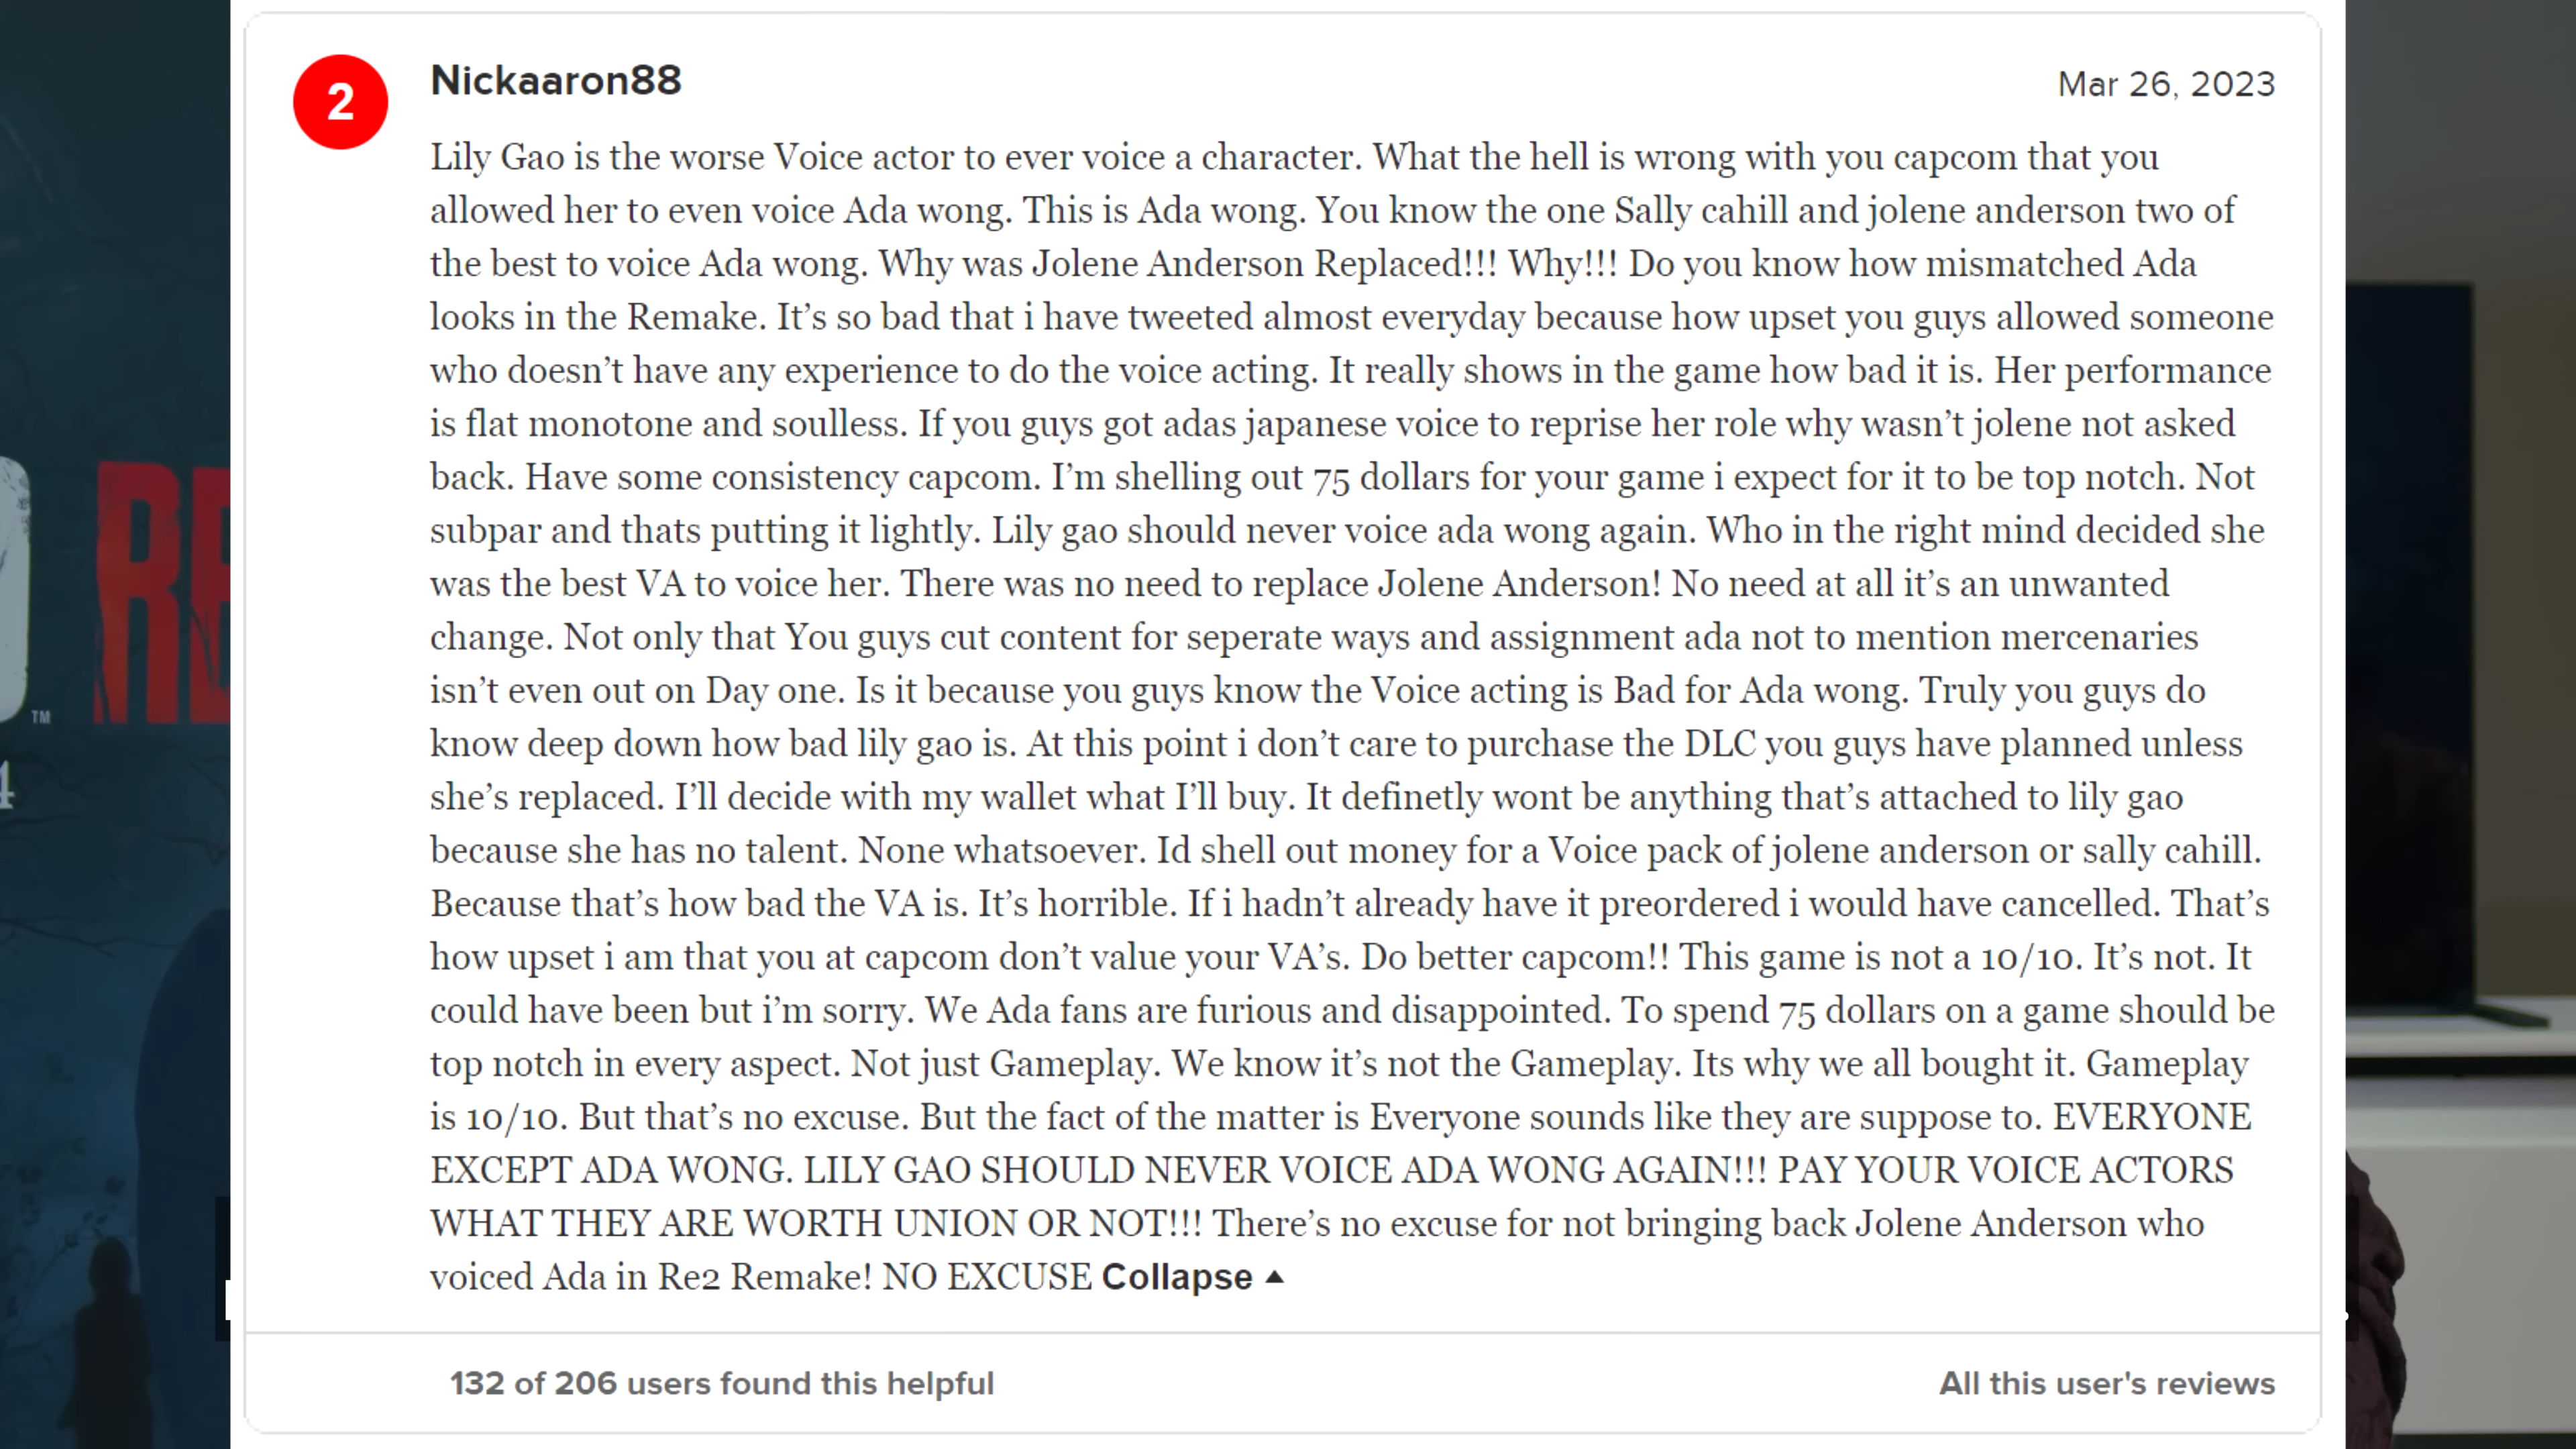 2
Nickaaron88
Mar 26, 2023
Lily Gao is the worse Voice actor to ever voice a character. What the hell is wrong with you capcom that you
allowed her to even voice Ada wong. This is Ada wong. You know the one Sally cahill and jolene anderson two of
the best to voice Ada wong. Why was Jolene Anderson Replaced!!! Why!!! Do you know how mismatched Ada
looks in the Remake. It’s so bad that i have tweeted almost everyday because how upset you guys allowed someone
who doesn’t have any experience to do the voice acting. It really shows in the game how bad it is. Her performance
is flat monotone and soulless. If you guys got adas japanese voice to reprise her role why wasn’t jolene not asked
back. Have some consistency capcom. I’m shelling out 75 dollars for your game i expect for it to be top notch. Not
subpar and thats putting it lightly. Lily gao should never voice ada wong again. Who in the right mind decided she
was the best VA to voice her. There was no need to replace Jolene Anderson! No need at all it’s an unwanted
change. Not only that You guys cut content for seperate ways and assignment ada not to mention mercenaries
isn’t even out on Day one. Is it because you guys know the Voice acting is Bad for Ada wong. Truly you guys do
know deep down how bad lily gao is. At this point i don’t care to purchase the DLC you guys have planned unless
she’s replaced. I’ll decide with my wallet what I’ll buy. It definetly wont be anything that’s attached to lily gao
because she has no talent. None whatsoever. Id shell out money for a Voice pack of jolene anderson or sally cahill.
Because that’s how bad the VA is. It’s horrible. If i hadn’t already have it preordered i would have cancelled. That’s
how upset i am that you at capcom don’t value your VA’s. Do better capcom!! This game is not a 10/10. It’s not. It
could have been but i’m sorry. We Ada fans are furious and disappointed. To spend 75 dollars on a game should be
top notch in every aspect. Not just Gameplay. We know it’s not the Gameplay. Its why we all bought it. Gameplay
is 10/10. But that’s no excuse. But the fact of the matter is Everyone sounds like they are suppose to. EVERYONE
EXCEPT ADA WONG. LILY GAO SHOULD NEVER VOICE ADA WONG AGAIN!!! PAY YOUR VOICE ACTORS
WHAT THEY ARE WORTH UNION OR NOT!!! There’s no excuse for not bringing back Jolene Anderson who
voiced Ada in Re2 Remake! NO EXCUSE Collapse ▲
132 of 206 users found this helpful
All this user's reviews
RE
TM
4